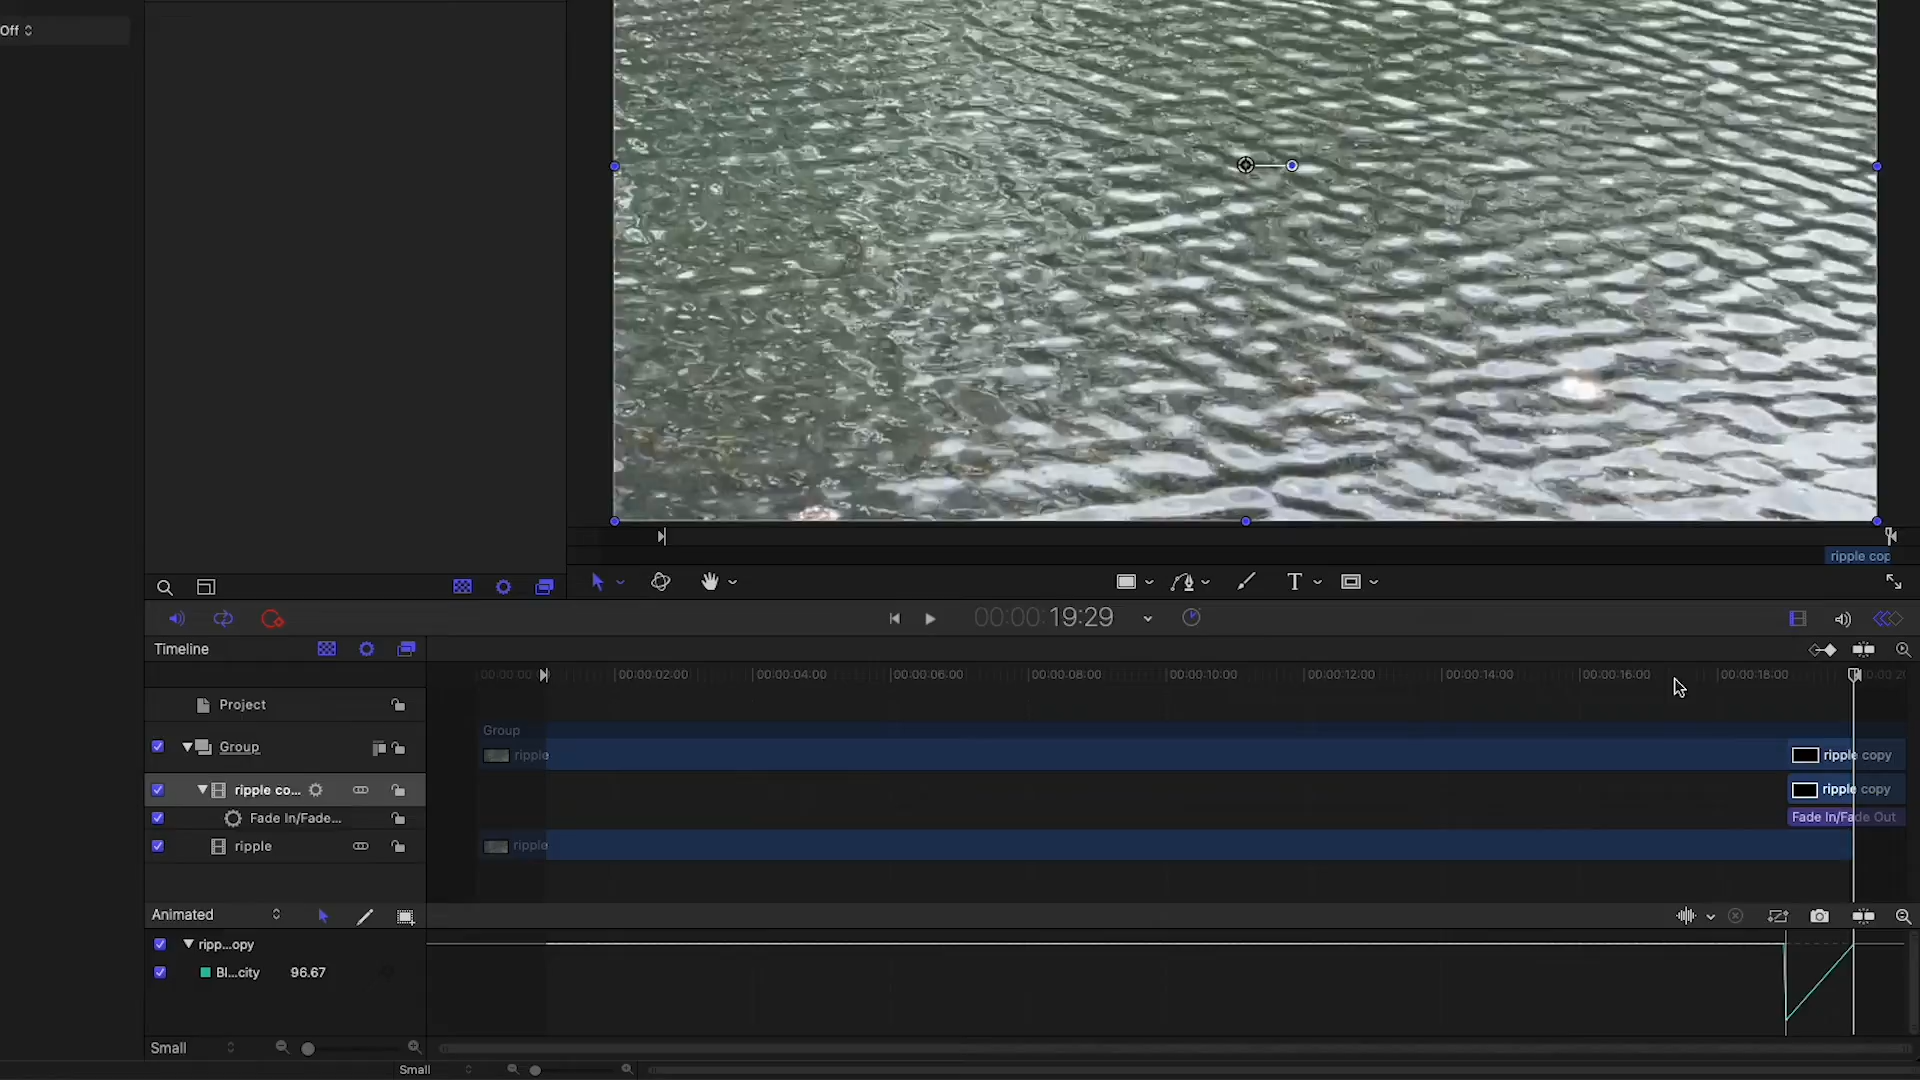 Off
ripple cop
00:00:19:29
Timeline
00:00:02:00
00:00:04:00
00:00:06:00
00:00:08:00
00:00:10:00
00:00:12:00
00:00:14:00
00:00:16:00
00:00:18:00
Project
Group
Group
ripple
ripple copy
ripple co...
ripple copy
Fade In/Fade...
Fade In/Fade Out
ripple
ripple
Animated
ripp...opy
Bl...city 96.67
Small
Small